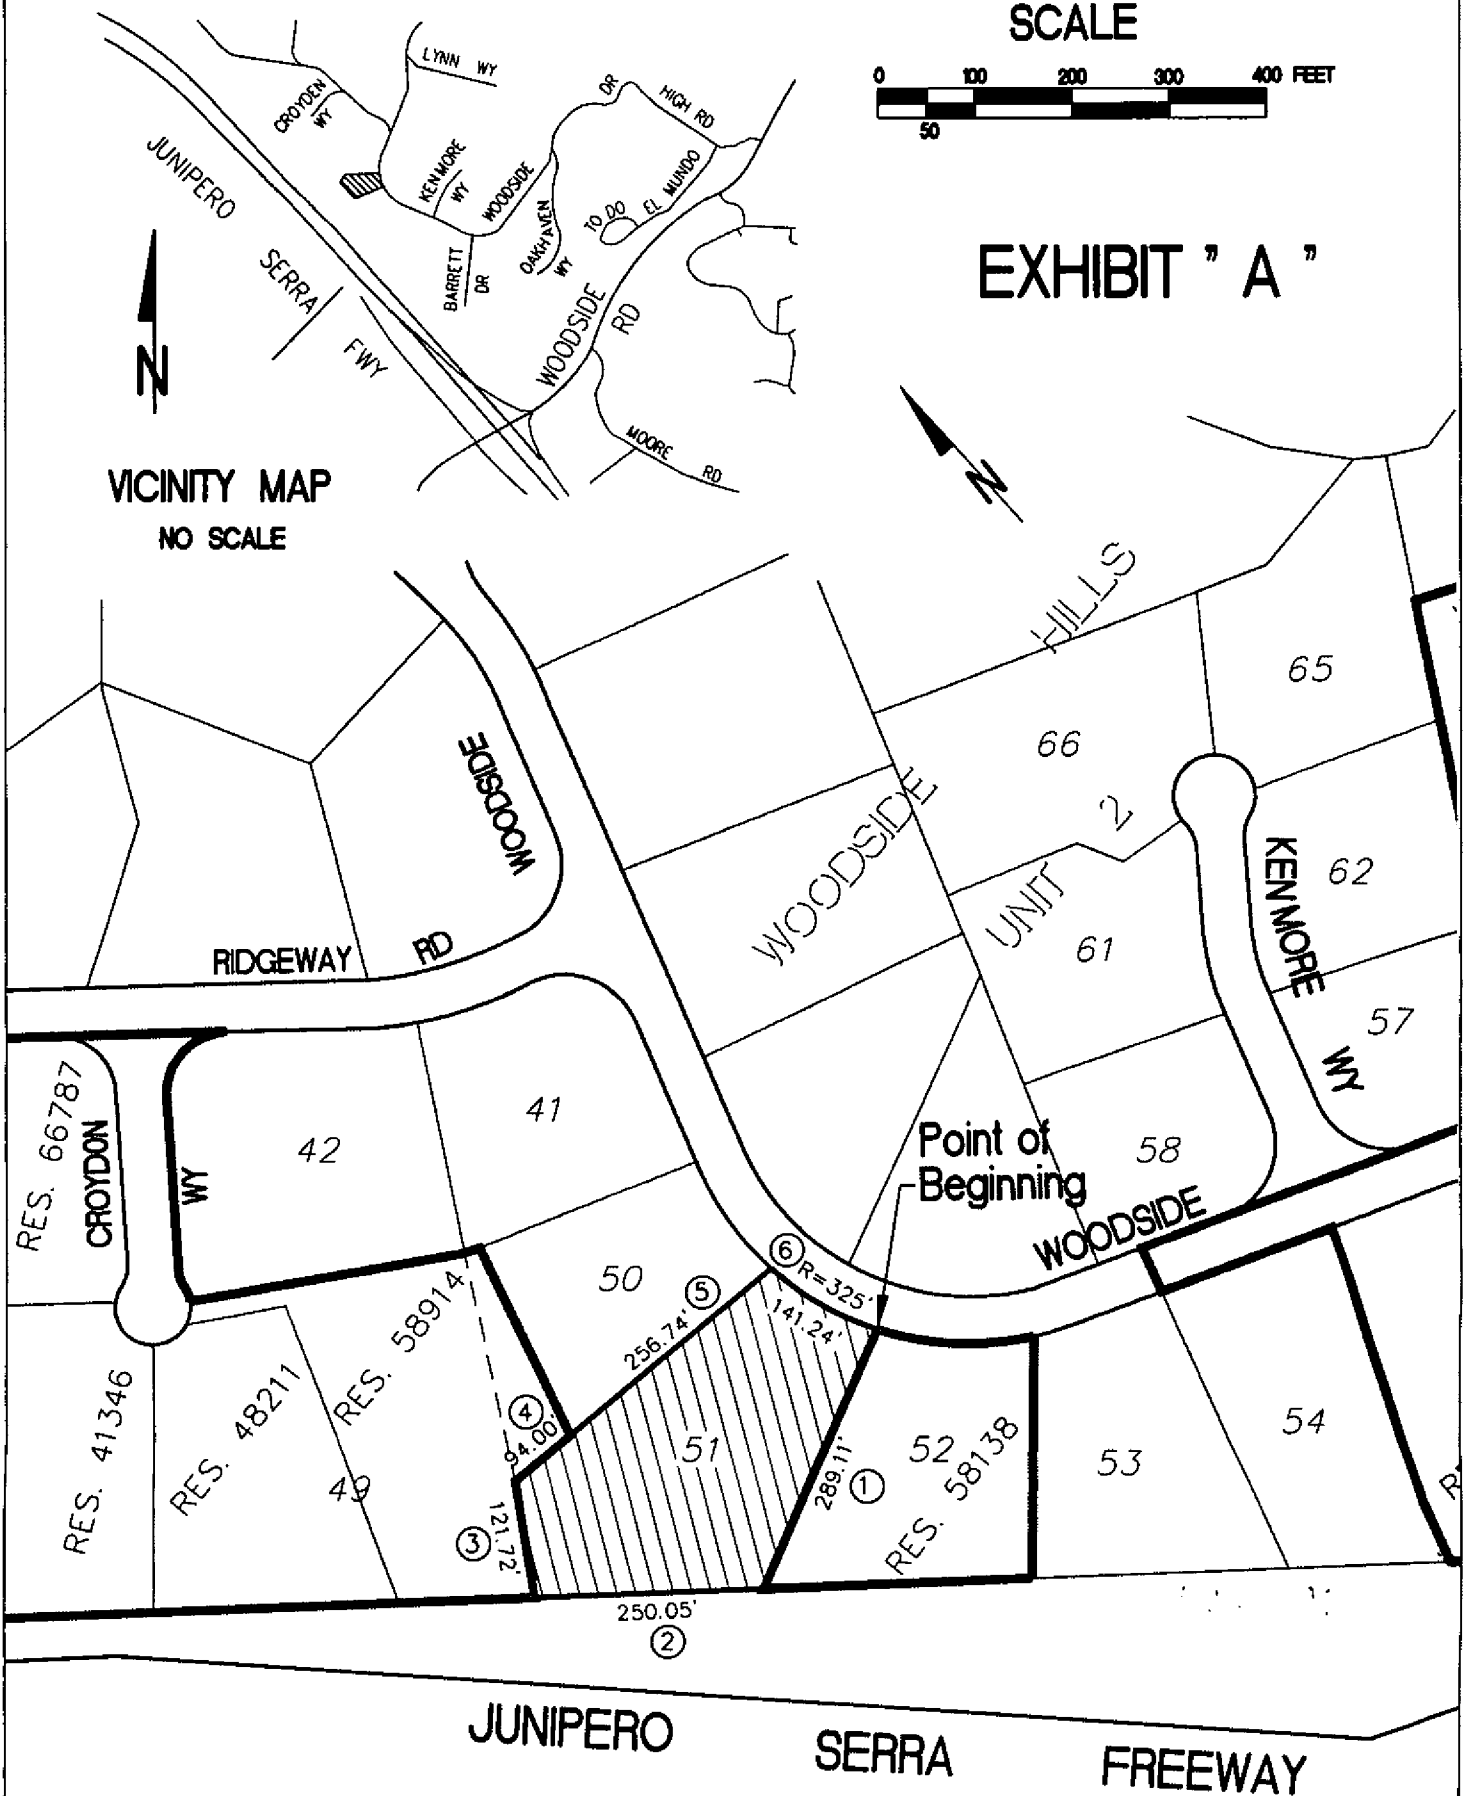 SCALE
0 100 200 300 400 FEET
50
EXHIBIT " A "
LYNN WY
CROYDEN WY
HIGH RD
DR
KENMORE WY
WOODSIDE
OAKHAVEN WY
TO DO EL MUNDO
BARRETT DR
JUNIPERO SERRA FWY
WOODSIDE RD
MOORE RD
N
VICINITY MAP
NO SCALE
N
WOODSIDE HILLS
UNIT 2
65
66
62
61
57
58
KENMORE WY
WOODSIDE
RIDGEWAY RD
RES. 66787
CROYDON WY
42
41
Point of
Beginning
WOODSIDE
50
5
6 R=325'
256.74'
141.24'
RES. 58914
RES. 48211
RES. 41346
49
4
94.00'
3
121.72'
51
289.11'
1
52
RES. 58138
53
54
250.05'
2
JUNIPERO SERRA FREEWAY